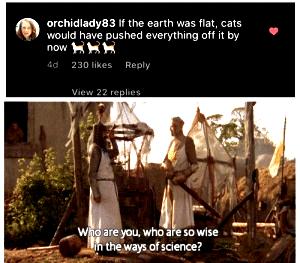 orchidlady83 If the earth was flat, cats
would have pushed everything off it by
now 🐈🐈🐈
4d 230 likes Reply
View 22 replies
Who are you, who are so wise
in the ways of science?